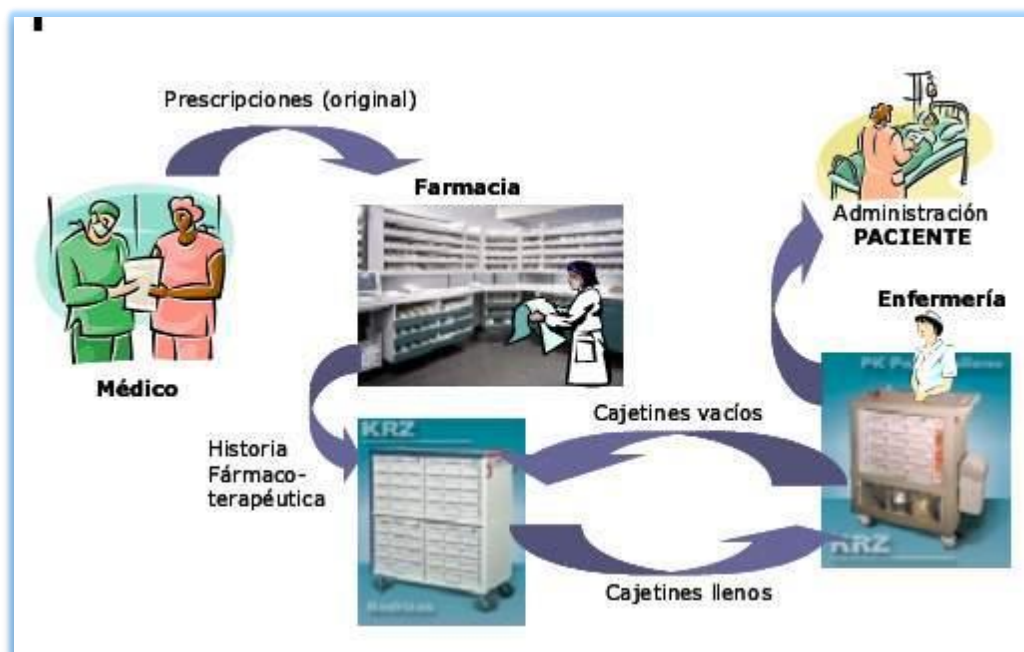 Prescripciones (original)
Farmacia
Médico
Administración
PACIENTE
Enfermería
Cajetines vacíos
KRZ
Historia
Fármaco-
terapéutica
KRZ
Cajetines llenos